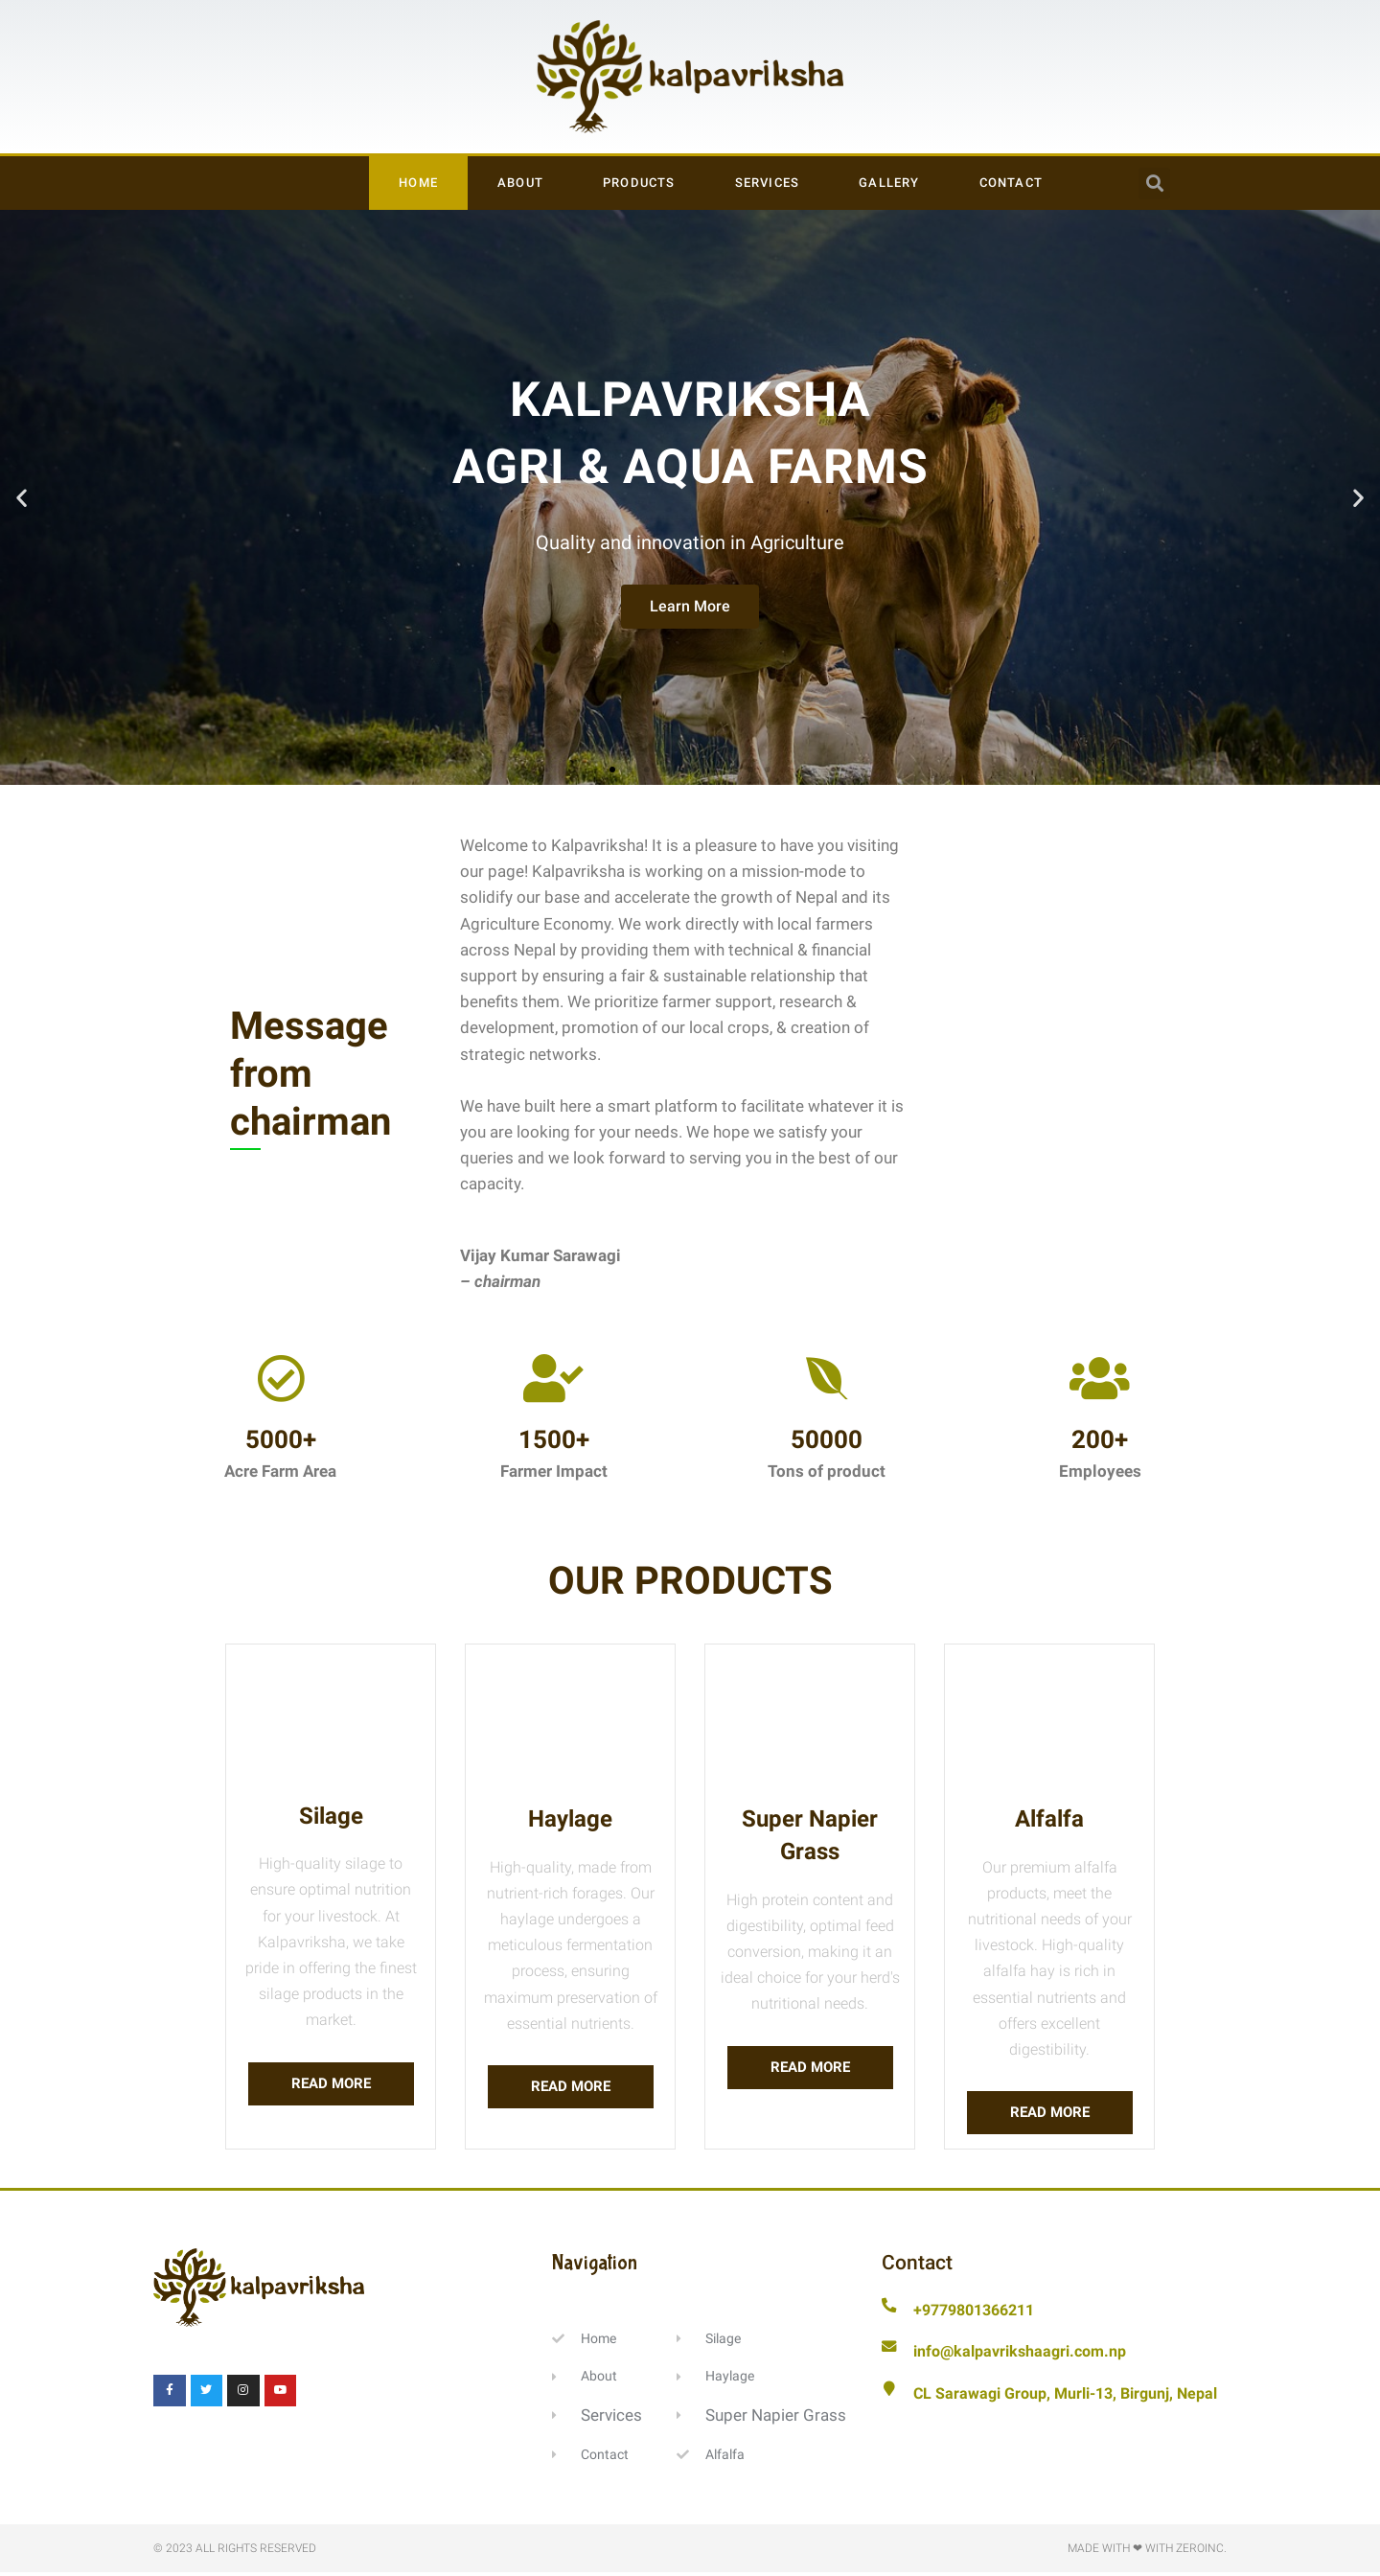 kalpavriksha
HOME ABOUT PRODUCTS SERVICES GALLERY CONTACT
KALPAVRIKSHA
AGRI & AQUA FARMS
Quality and innovation in Agriculture
Learn More
Message
from
chairman
Welcome to Kalpavriksha! It is a pleasure to have you visiting
our page! Kalpavriksha is working on a mission-mode to
solidify our base and accelerate the growth of Nepal and its
Agriculture Economy. We work directly with local farmers
across Nepal by providing them with technical & financial
support by ensuring a fair & sustainable relationship that
benefits them. We prioritize farmer support, research &
development, promotion of our local crops, & creation of
strategic networks.
We have built here a smart platform to facilitate whatever it is
you are looking for your needs. We hope we satisfy your
queries and we look forward to serving you in the best of our
capacity.
Vijay Kumar Sarawagi
– chairman
5000+
Acre Farm Area
1500+
Farmer Impact
50000
Tons of product
200+
Employees
OUR PRODUCTS
Silage
High-quality silage to
ensure optimal nutrition
for your livestock. At
Kalpavriksha, we take
pride in offering the finest
silage products in the
market.
READ MORE
Haylage
High-quality, made from
nutrient-rich forages. Our
haylage undergoes a
meticulous fermentation
process, ensuring
maximum preservation of
essential nutrients.
READ MORE
Super Napier
Grass
High protein content and
digestibility, optimal feed
conversion, making it an
ideal choice for your herd's
nutritional needs.
READ MORE
Alfalfa
Our premium alfalfa
products, meet the
nutritional needs of your
livestock. High-quality
alfalfa hay is rich in
essential nutrients and
offers excellent
digestibility.
READ MORE
kalpavriksha
Navigation
Home
About
Services
Contact
Silage
Haylage
Super Napier Grass
Alfalfa
Contact
+9779801366211
info@kalpavrikshaagri.com.np
CL Sarawagi Group, Murli-13, Birgunj, Nepal
© 2023 ALL RIGHTS RESERVED
MADE WITH ❤ WITH ZEROINC.